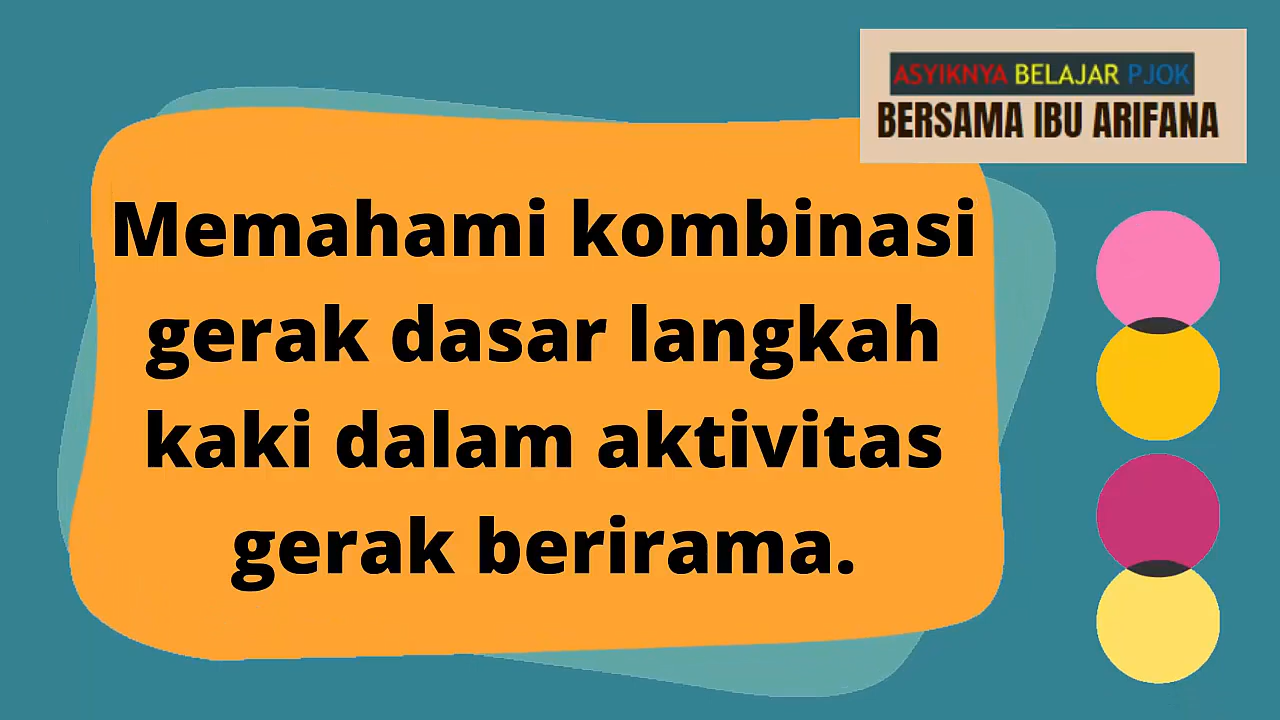 ASYIKNYA BELAJAR PJOK
BERSAMA IBU ARIFANA
Memahami kombinasi
gerak dasar langkah
kaki dalam aktivitas
gerak berirama.